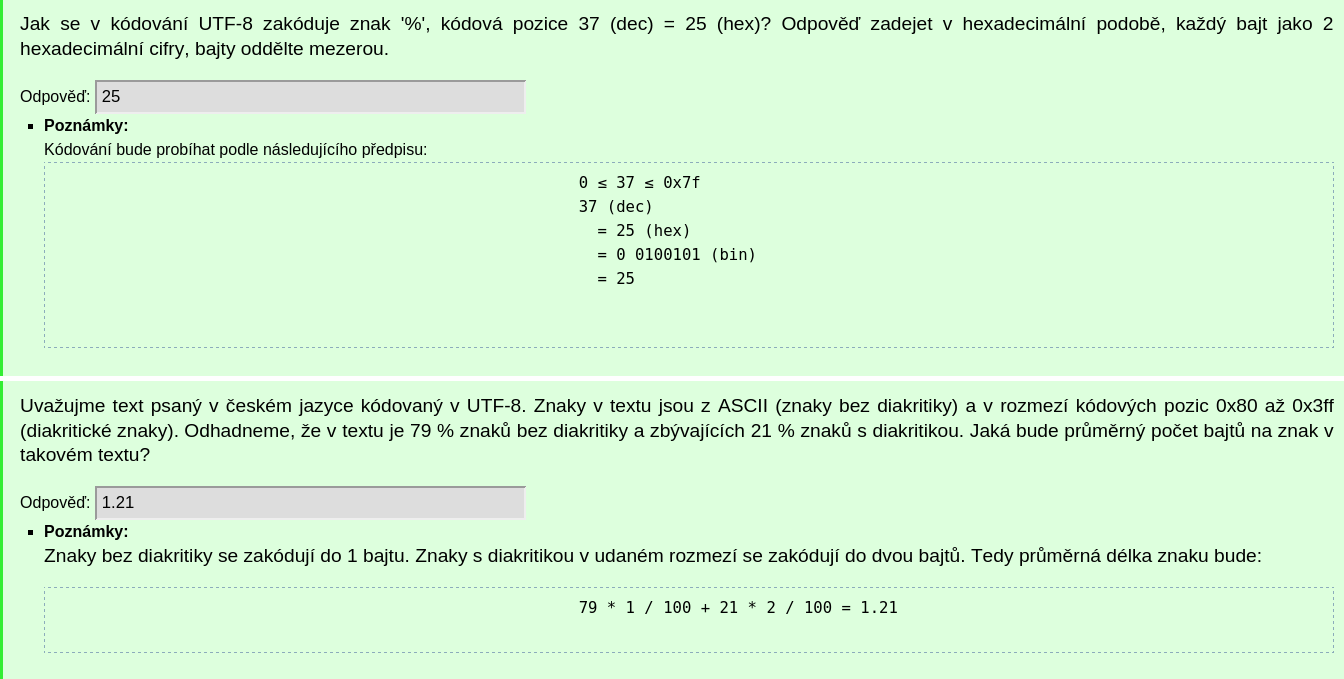 Jak se v kódování UTF-8 zakóduje znak '%', kódová pozice 37 (dec) = 25 (hex)? Odpověď zadejet v hexadecimální podobě, každý bajt jako 2
hexadecimální cifry, bajty oddělte mezerou.
Odpověď: 25
Poznámky:
Kódování bude probíhat podle následujícího předpisu:
0 ≤ 37 ≤ 0x7f
37 (dec)
= 25 (hex)
= 0 0100101 (bin)
= 25
Uvažujme text psaný v českém jazyce kódovaný v UTF-8. Znaky v textu jsou z ASCII (znaky bez diakritiky) a v rozmezí kódových pozic 0x80 až 0x3ff
(diakritické znaky). Odhadneme, že v textu je 79 % znaků bez diakritiky a zbývajících 21 % znaků s diakritikou. Jaká bude průměrný počet bajtů na znak v
takovém textu?
Odpověď: 1.21
Poznámky:
Znaky bez diakritiky se zakódují do 1 bajtu. Znaky s diakritikou v udaném rozmezí se zakódují do dvou bajtů. Tedy průměrná délka znaku bude:
79 * 1 / 100 + 21 * 2 / 100 = 1.21